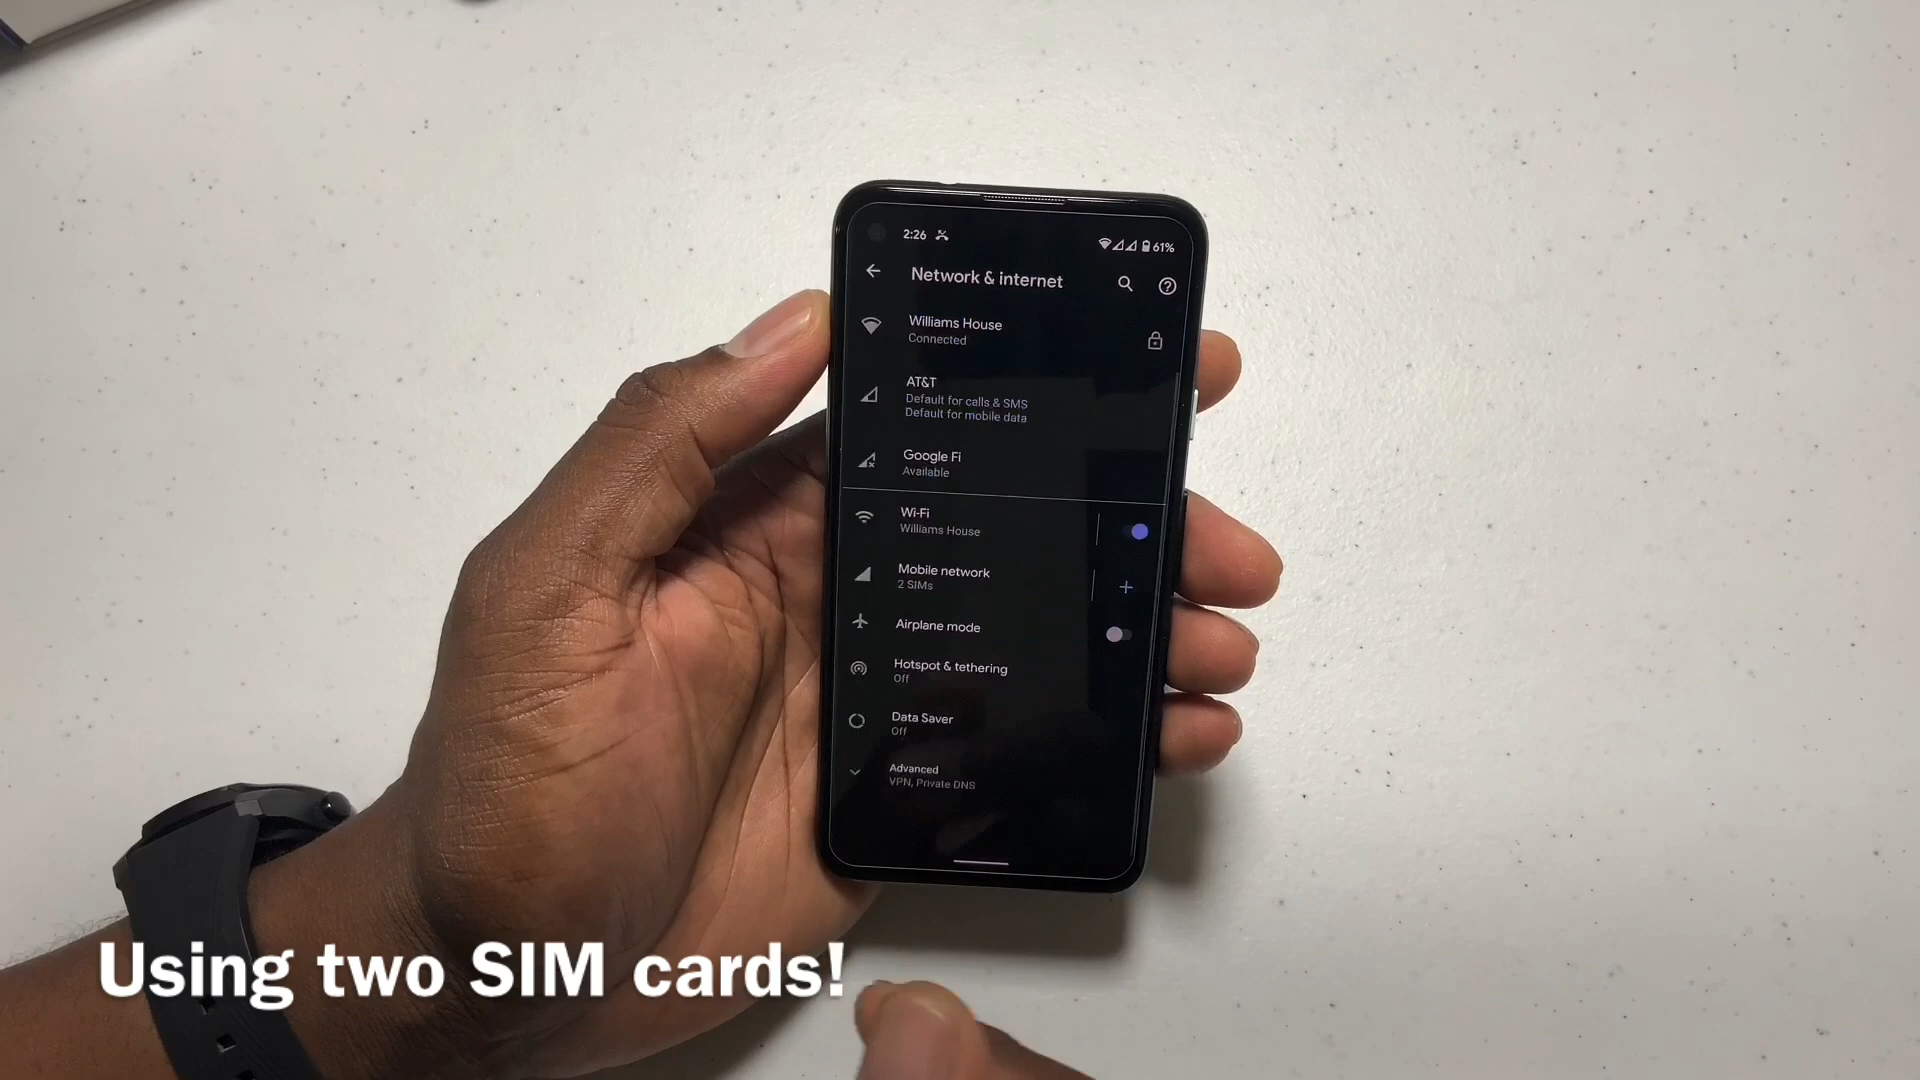 2:26
61%
Network & internet
Williams House
Connected
AT&T
Default for calls & SMS
Default for mobile data
Google Fi
Available
Wi-Fi
Williams House
Mobile network
2 SIMs
Airplane mode
Hotspot & tethering
Off
Data Saver
Off
Advanced
VPN, Private DNS
Using two SIM cards!